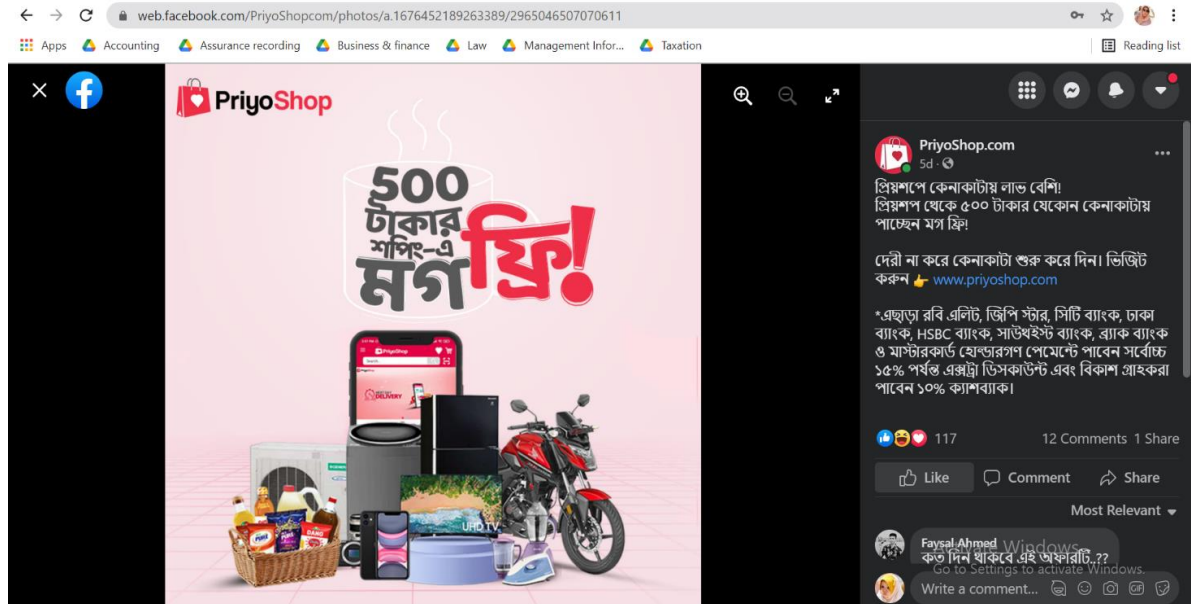 web.facebook.com/PriyoShopcom/photos/a.1676452189263389/2965046507070611
Apps
Accounting
Assurance recording
Business & finance
Law
Management Infor...
Taxation
Reading list
PriyoShop
500
টাকার
শপিং-এ
মগ
ফ্রি!
PriyoShop
Search
DELIVERY
UHD TV
PriyoShop.com
5d
প্রিয়শপে কেনাকাটায় লাভ বেশি!
প্রিয়শপ থেকে ৫০০ টাকার যেকোন কেনাকাটায়
পাচ্ছেন মগ ফ্রি!
দেরী না করে কেনাকাটা শুরু করে দিন। ভিজিট
করুন 👉 www.priyoshop.com
*এছাড়া রবি এলিট, জিপি স্টার, সিটি ব্যাংক, ঢাকা
ব্যাংক, HSBC ব্যাংক, সাউথইস্ট ব্যাংক, ব্র্যাক ব্যাংক
ও মাস্টারকার্ড হোল্ডারগণ পেমেন্টে পাবেন সর্বোচ্চ
১৫% পর্যন্ত এক্সট্রা ডিসকাউন্ট এবং বিকাশ গ্রাহকরা
পাবেন ১০% ক্যাশব্যাক।
117
12 Comments 1 Share
Like
Comment
Share
Most Relevant
Faysal Ahmed
কত দিন থাকবে এই অফারটি..??
Activate Windows
Go to Settings to activate Windows.
Write a comment...
GIF